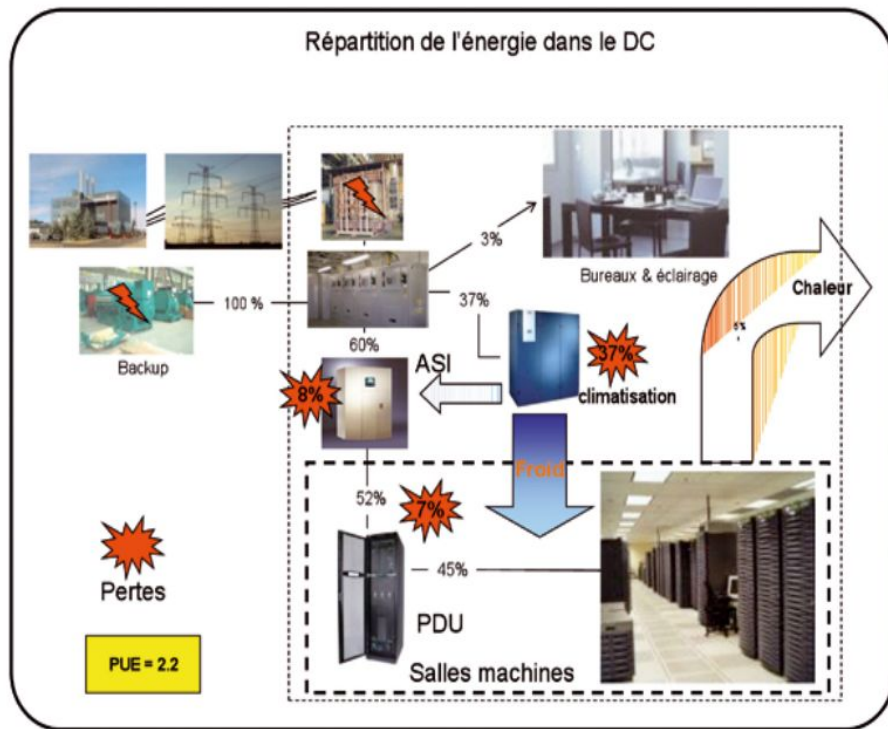 Répartition de l'énergie dans le DC
3%
Bureaux & éclairage
Chaleur
100 %
37%
Backup
60%
ASI
37%
climatisation
8%
Froid
52%
7%
45%
Pertes
PDU
PUE = 2.2
Salles machines